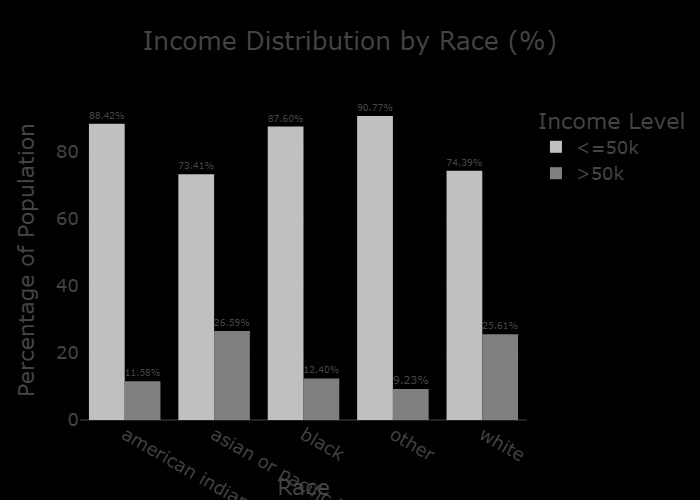 Income Distribution by Race (%)
Income Level
<=50k
>50k
Percentage of Population
80
60
40
20
0
88.42%
11.58%
73.41%
26.59%
87.60%
12.40%
90.77%
9.23%
74.39%
25.61%
american indian
asian or
black
other
white
Race